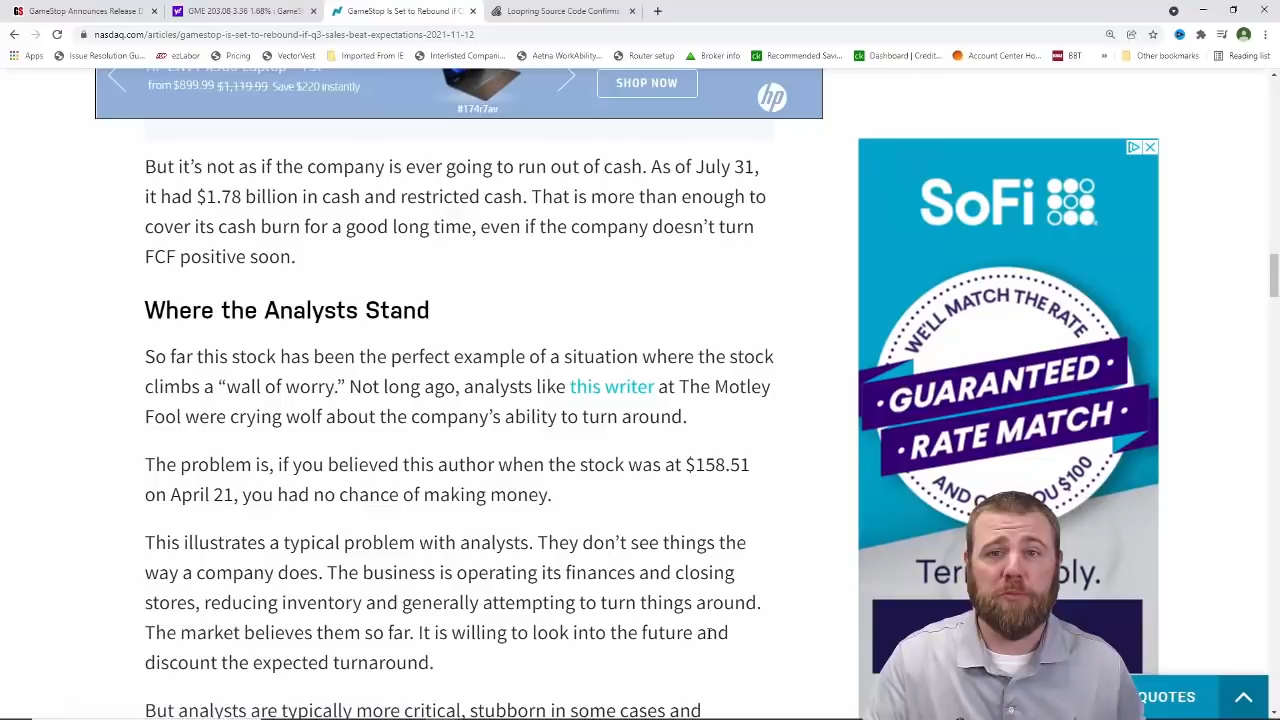 GameStop Announces Release D
GME 203.08 3.36 1.68% : GameS
GameStop Is Set to Rebound if Q
Loopring Source Code Confirms
nasdaq.com/articles/gamestop-is-set-to-rebound-if-q3-sales-beat-expectations-2021-11-12
Apps
Issue Resolution Gu...
ezLabor
Pricing
VectorVest
Interlisted Compani...
Aetna WorkAbility...
Router setup
Broker info
Recommended Savi...
Dashboard | Credit...
Account Center Ho...
BBT
Other bookmarks
Reading list
from $899.99 $1,119.99 Save $220 instantly
SHOP NOW
hp
#174r7av
But it's not as if the company is ever going to run out of cash. As of July 31,
it had $1.78 billion in cash and restricted cash. That is more than enough to
cover its cash burn for a good long time, even if the company doesn't turn
FCF positive soon.
Where the Analysts Stand
So far this stock has been the perfect example of a situation where the stock
climbs a “wall of worry.” Not long ago, analysts like this writer at The Motley
Fool were crying wolf about the company's ability to turn around.
The problem is, if you believed this author when the stock was at $158.51
on April 21, you had no chance of making money.
This illustrates a typical problem with analysts. They don't see things the
way a company does. The business is operating its finances and closing
stores, reducing inventory and generally attempting to turn things around.
The market believes them so far. It is willing to look into the future and
discount the expected turnaround.
But analysts are typically more critical, stubborn in some cases and
SoFi
WE'LL MATCH THE RATE
· GUARANTEED ·
· RATE MATCH ·
AND $100
QUOTES